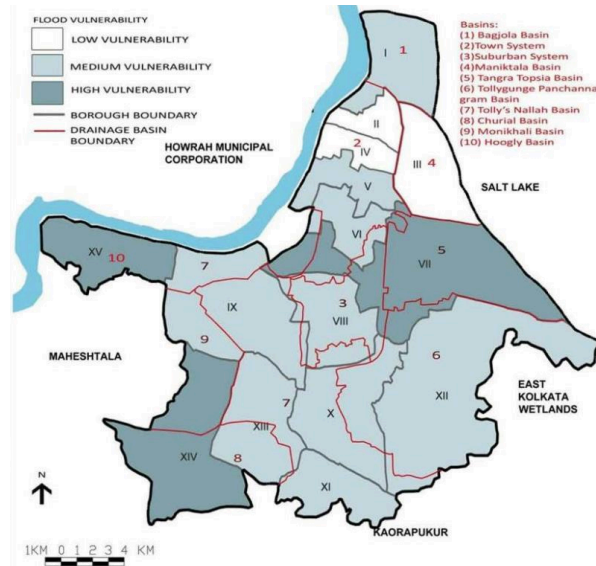 FLOOD VULNERABILITY
LOW VULNERABILITY
MEDIUM VULNERABILITY
HIGH VULNERABILITY
BOROUGH BOUNDARY
DRAINAGE BASIN
BOUNDARY
Basins:
(1) Bagjola Basin
(2)Town System
(3)Suburban System
(4)Maniktala Basin
(5) Tangra Topsia Basin
(6) Tollygunge Panchanna
gram Basin
(7) Tolly's Nallah Basin
(8) Churial Basin
(9) Monikhali Basin
(10) Hoogly Basin
HOWRAH MUNICIPAL
CORPORATION
SALT LAKE
MAHESHTALA
EAST
KOLKATA
WETLANDS
KAORAPUKUR
I 1
II
2
IV
III 4
V
VI
5
VII
XV 10
7
IX
3
VIII
9
6
XII
7
X
XIII
XIV
8
XI
N
1KM 0 1 2 3 4 KM